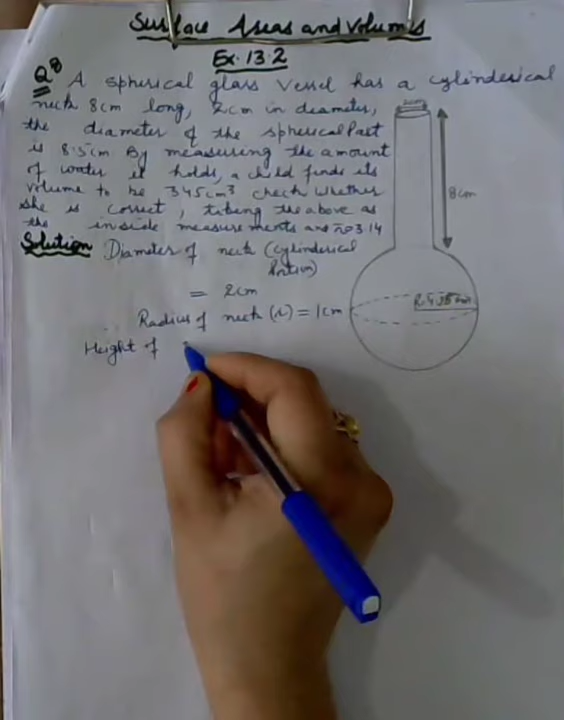 Surface Areas and Volumes
Ex. 13.2
Q8 A spherical glass vessel has a cylinderical
neck 8cm long, 2cm in diameter,
the diameter of the spherical Part
is 8.5cm By measuring the amount
of water it holds, a child finds its
volume to be 345cm³ check whether
she is correct, taking the above as
the inside measurements and π=3.14
Solution Diameter of neck (cylinderical
Portion)
= 2cm
Radius of neck (r) = 1cm
Height of
2cm
8cm